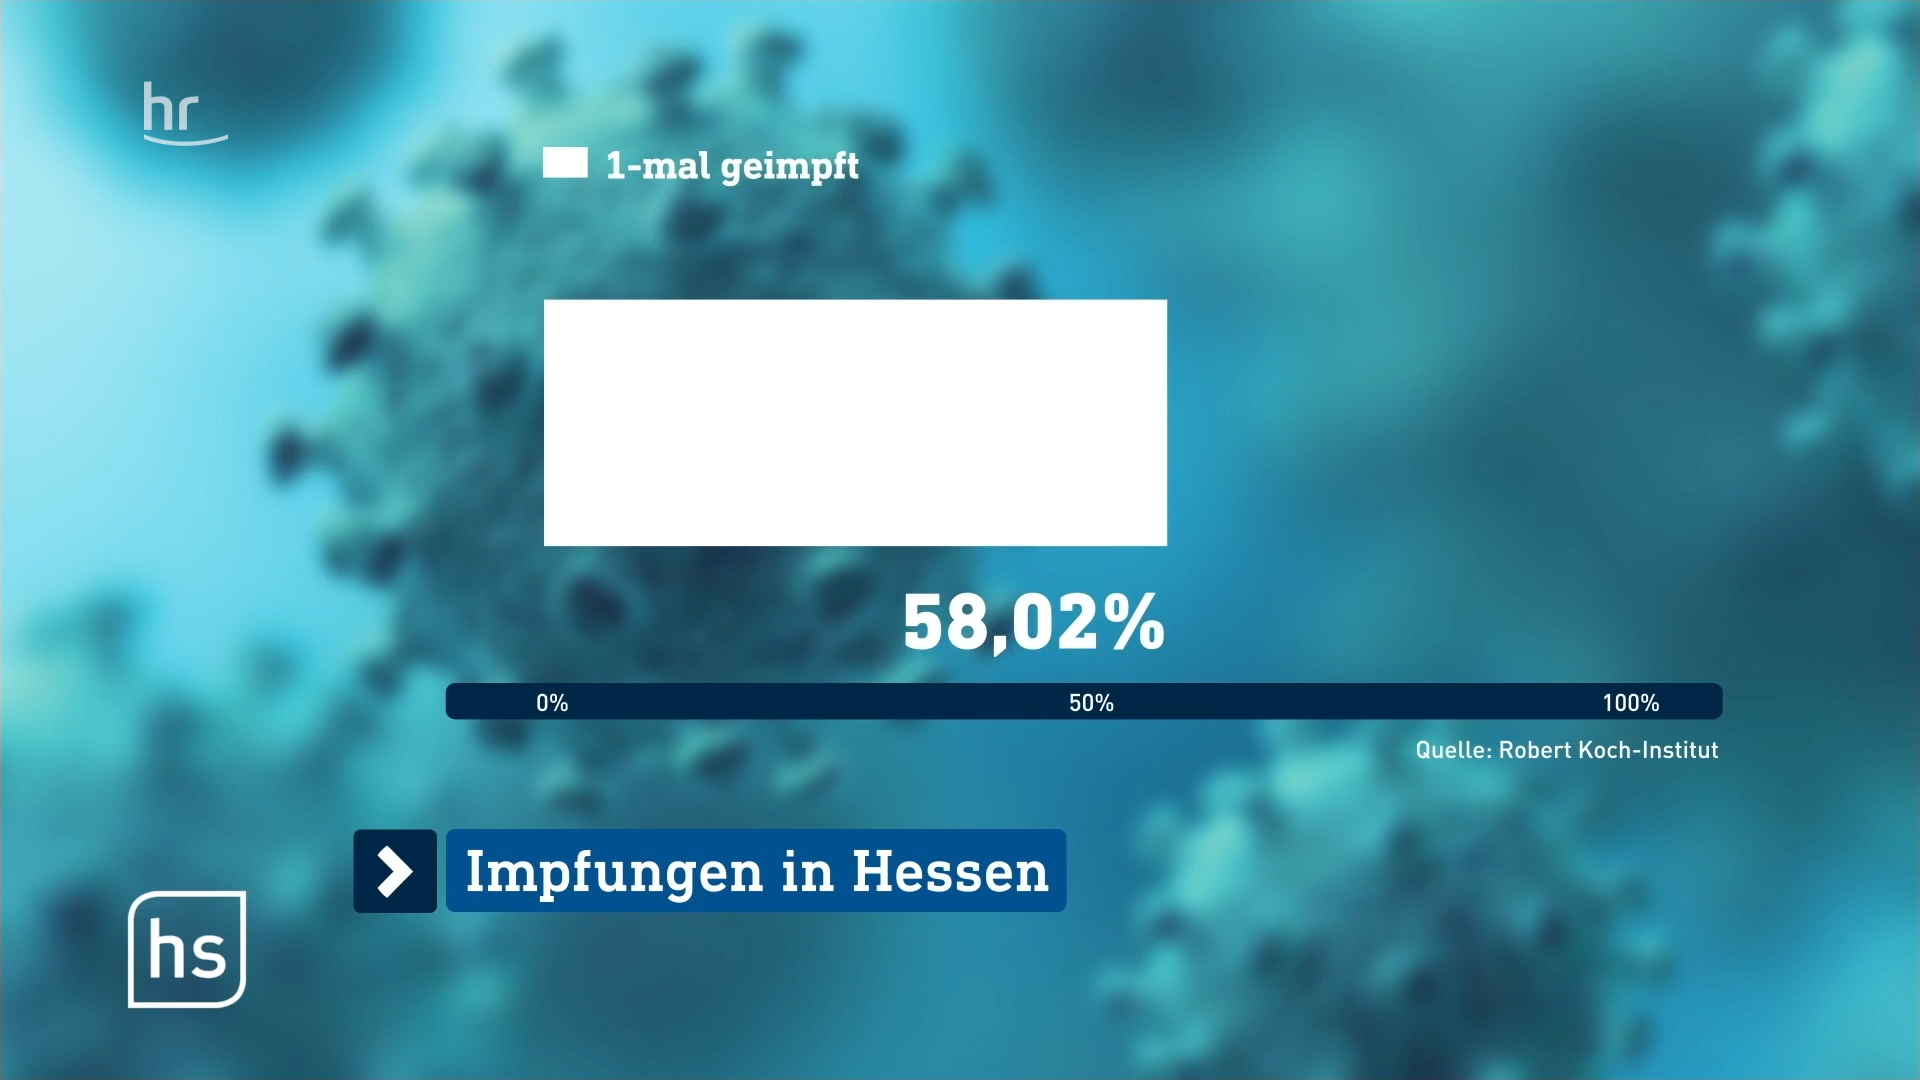 hr
1-mal geimpft
58,02%
0% 50% 100%
Quelle: Robert Koch-Institut
Impfungen in Hessen
hs